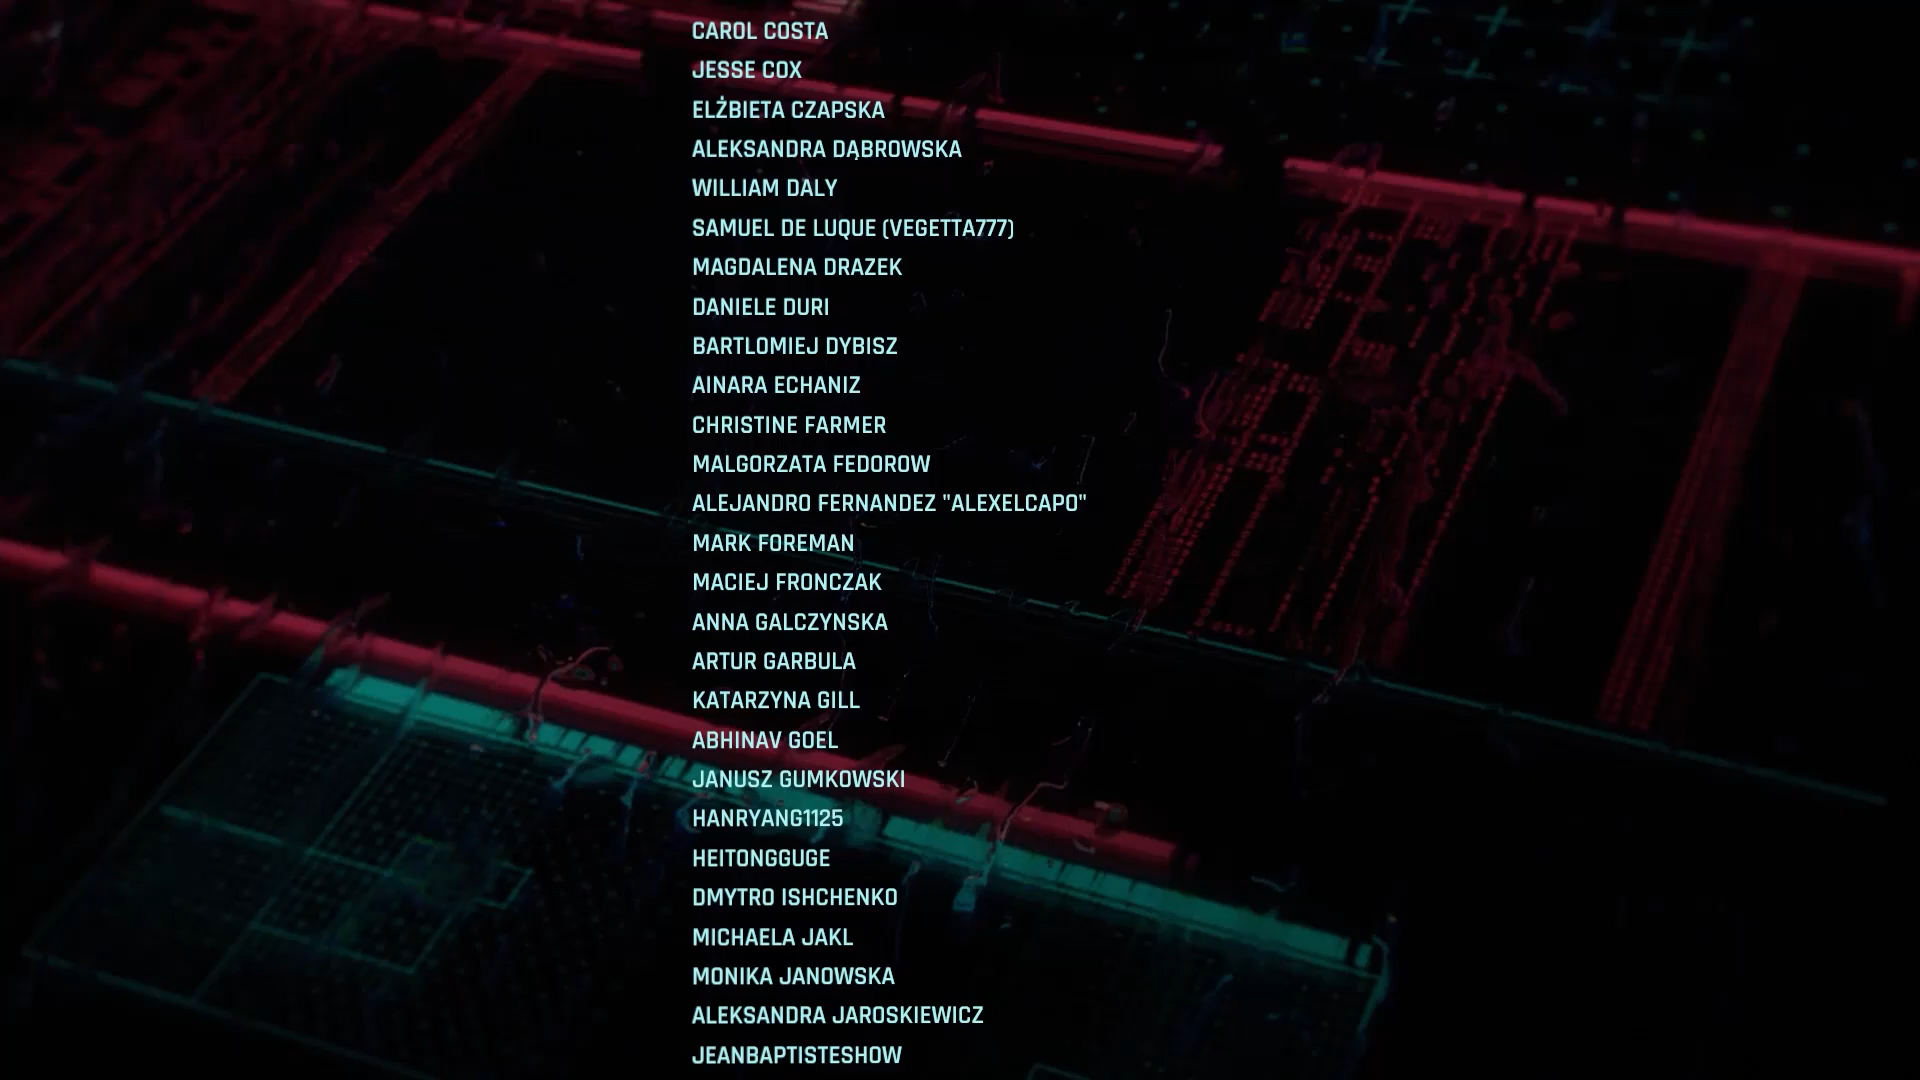 CAROL COSTA
JESSE COX
ELŻBIETA CZAPSKA
ALEKSANDRA DĄBROWSKA
WILLIAM DALY
SAMUEL DE LUQUE (VEGETTA777)
MAGDALENA DRAZEK
DANIELE DURI
BARTLOMIEJ DYBISZ
AINARA ECHANIZ
CHRISTINE FARMER
MALGORZATA FEDOROW
ALEJANDRO FERNANDEZ "ALEXELCAPO"
MARK FOREMAN
MACIEJ FRONCZAK
ANNA GALCZYNSKA
ARTUR GARBULA
KATARZYNA GILL
ABHINAV GOEL
JANUSZ GUMKOWSKI
HANRYANG1125
HEITONGGUGE
DMYTRO ISHCHENKO
MICHAELA JAKL
MONIKA JANOWSKA
ALEKSANDRA JAROSKIEWICZ
JEANBAPTISTESHOW